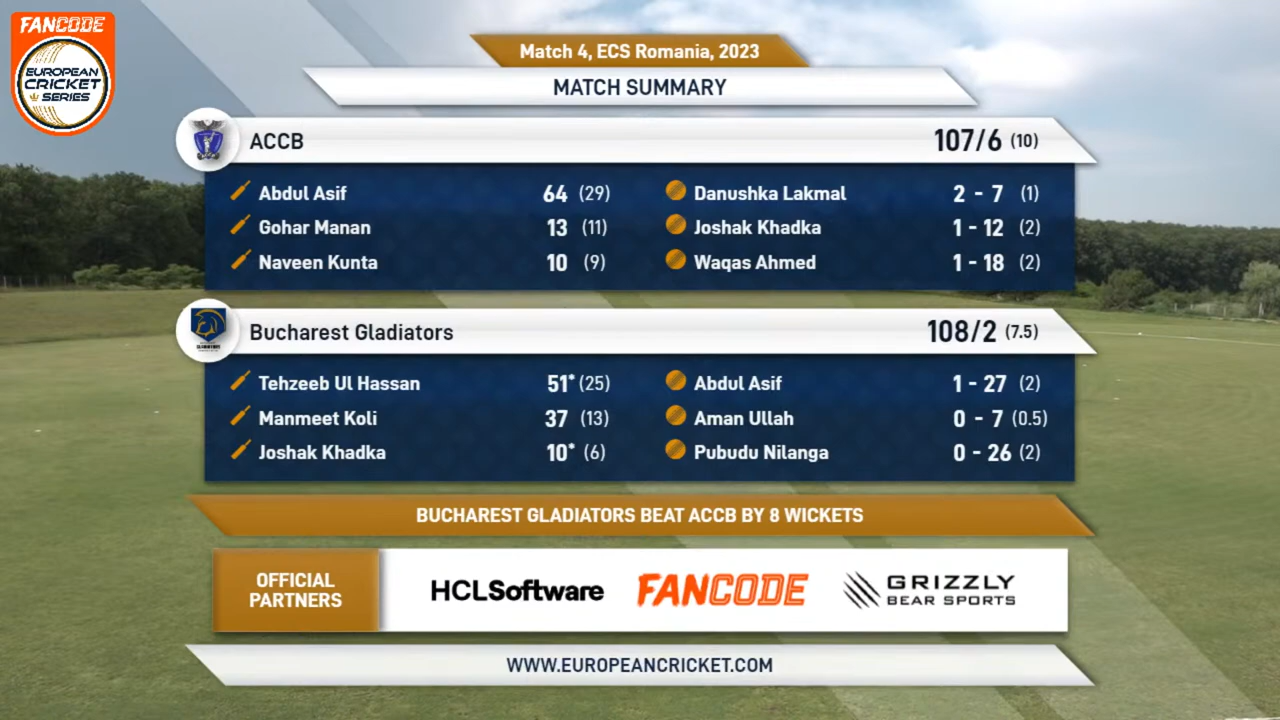 FANCODE
EUROPEAN
CRICKET
SERIES
Match 4, ECS Romania, 2023
MATCH SUMMARY
ACCB 107/6 (10)
Abdul Asif 64 (29) Danushka Lakmal 2 - 7 (1)
Gohar Manan 13 (11) Joshak Khadka 1 - 12 (2)
Naveen Kunta 10 (9) Waqas Ahmed 1 - 18 (2)
Bucharest Gladiators 108/2 (7.5)
Tehzeeb Ul Hassan 51* (25) Abdul Asif 1 - 27 (2)
Manmeet Koli 37 (13) Aman Ullah 0 - 7 (0.5)
Joshak Khadka 10* (6) Pubudu Nilanga 0 - 26 (2)
BUCHAREST GLADIATORS BEAT ACCB BY 8 WICKETS
OFFICIAL
PARTNERS
HCLSoftware FANCODE GRIZZLY
BEAR SPORTS
WWW.EUROPEANCRICKET.COM